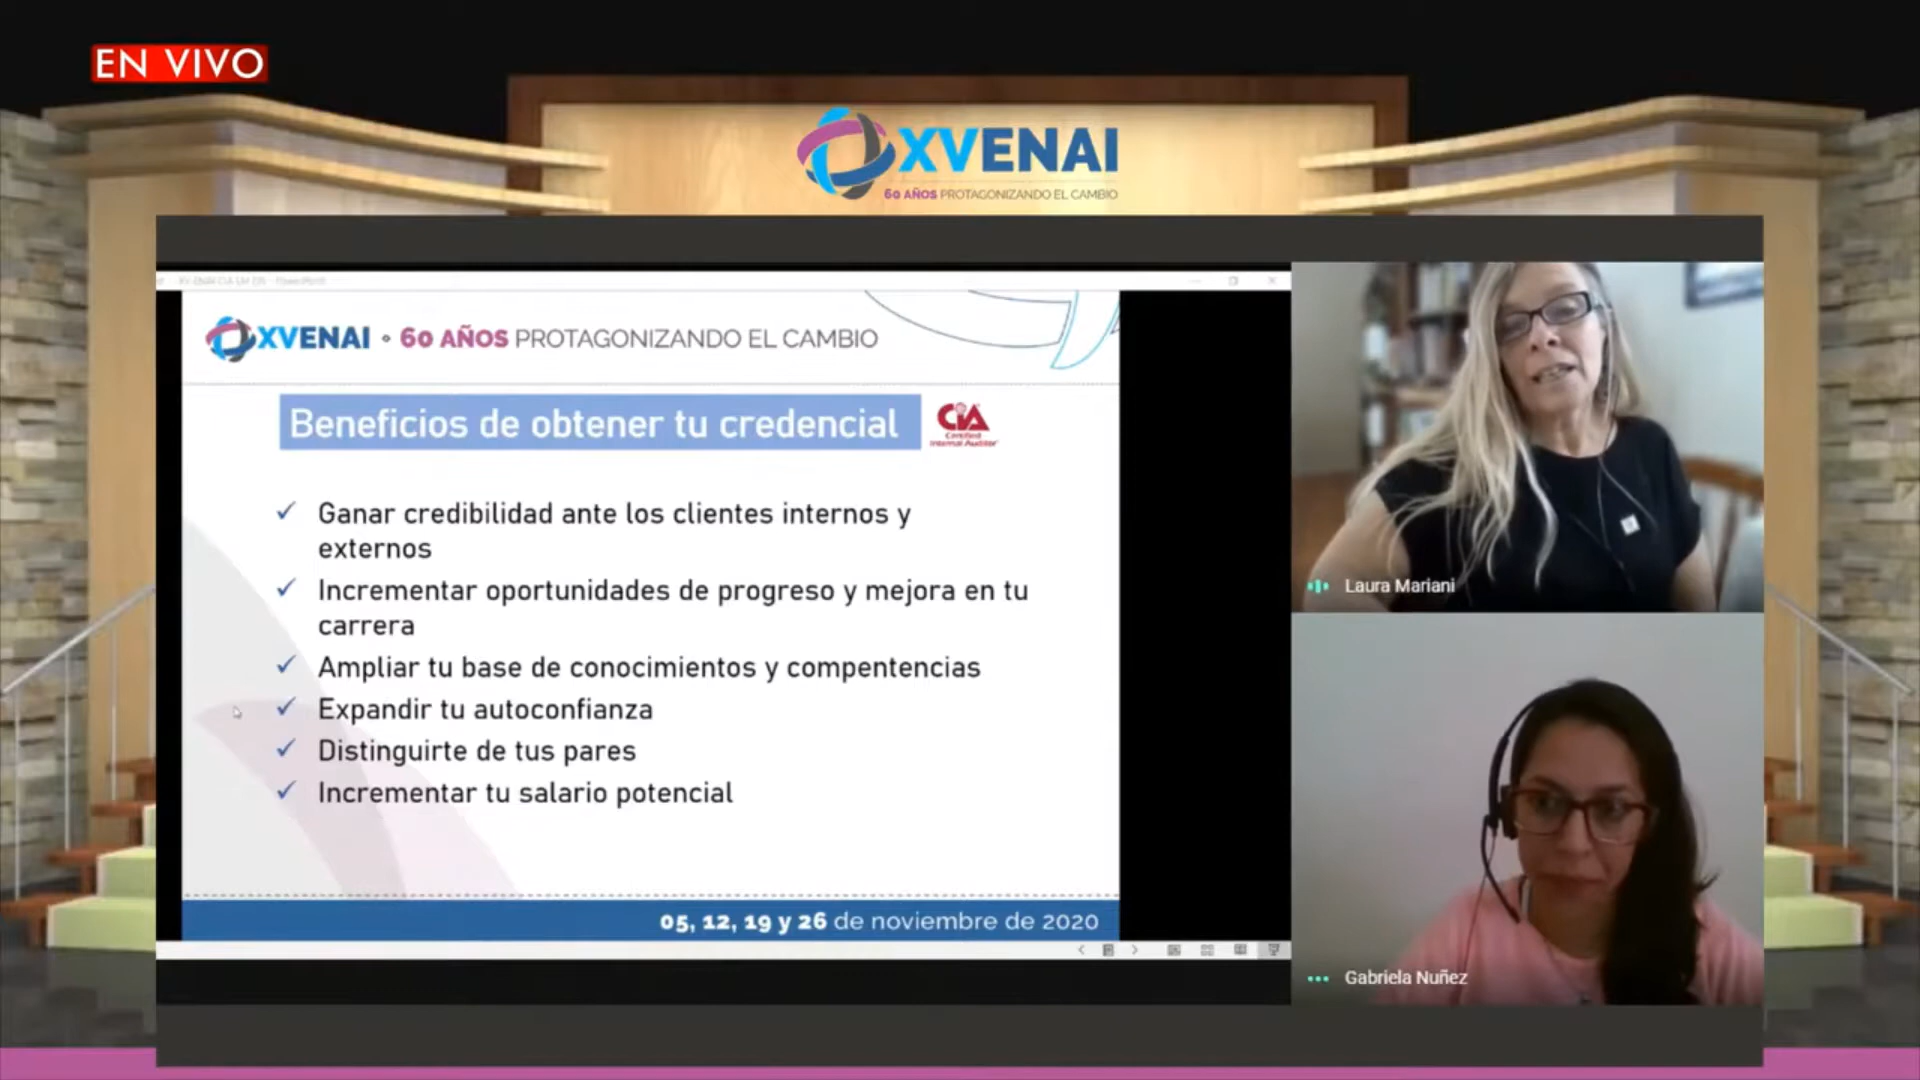 EN VIVO
XVENAI
60 AÑOS PROTAGONIZANDO EL CAMBIO
XVENAI • 60 AÑOS PROTAGONIZANDO EL CAMBIO
Beneficios de obtener tu credencial
CIA
Certified
Internal Auditor
✓ Ganar credibilidad ante los clientes internos y
externos
✓ Incrementar oportunidades de progreso y mejora en tu
carrera
✓ Ampliar tu base de conocimientos y compentencias
✓ Expandir tu autoconfianza
✓ Distinguirte de tus pares
✓ Incrementar tu salario potencial
05, 12, 19 y 26 de noviembre de 2020
Laura Mariani
Gabriela Nuñez